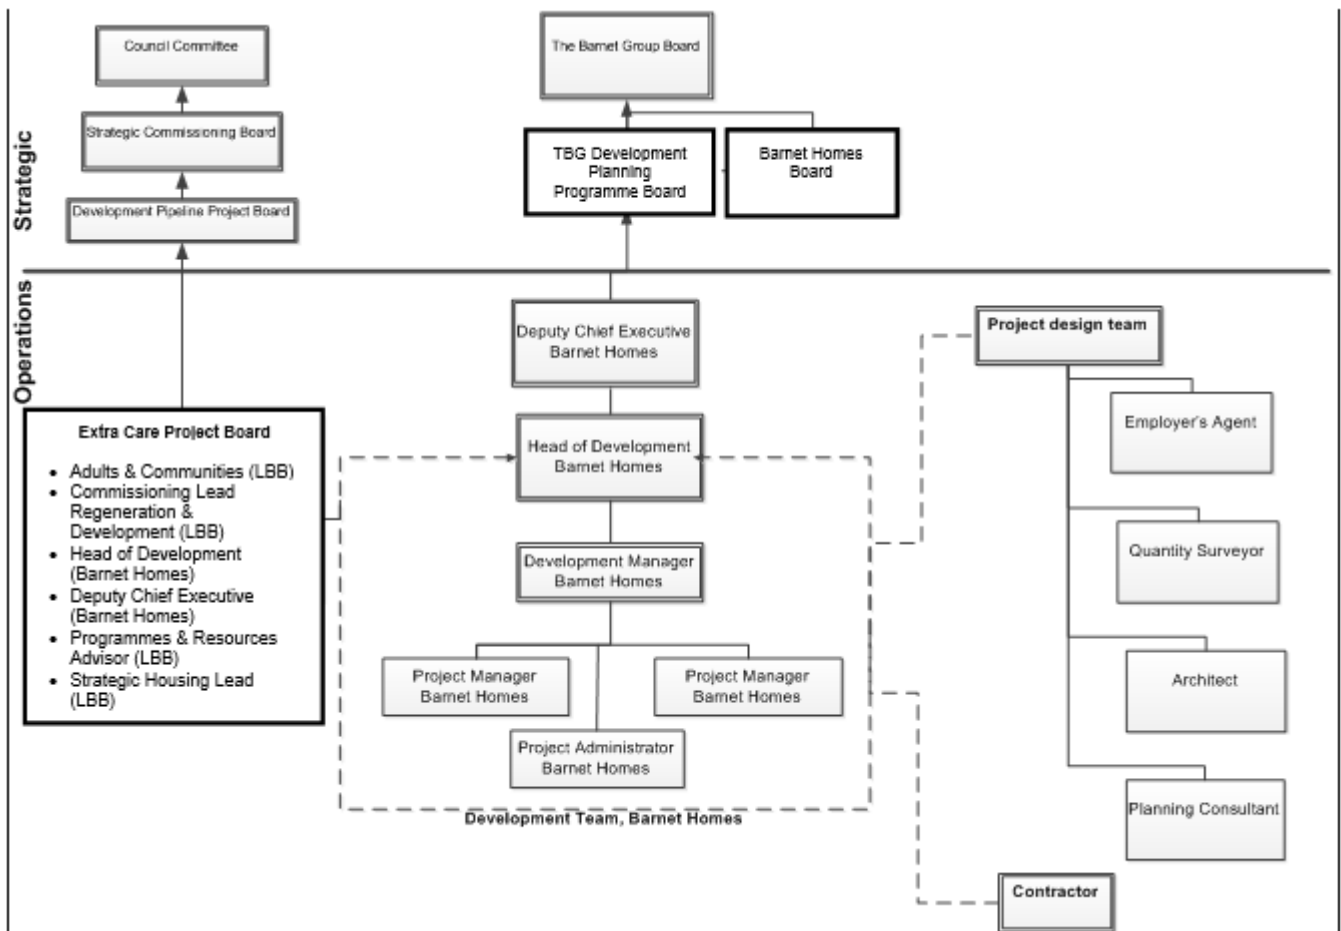 Strategic
Council Committee
Strategic Commissioning Board
Development Pipeline Project Board
The Barnet Group Board
TBG Development
Planning
Programme Board
Barnet Homes
Board
Operations
Extra Care Project Board
• Adults & Communities (LBB)
• Commissioning Lead
Regeneration &
Development (LBB)
• Head of Development
(Barnet Homes)
• Deputy Chief Executive
(Barnet Homes)
• Programmes & Resources
Advisor (LBB)
• Strategic Housing Lead
(LBB)
Deputy Chief Executive
Barnet Homes
Head of Development
Barnet Homes
Development Manager
Barnet Homes
Project Manager
Barnet Homes
Project Manager
Barnet Homes
Project Administrator
Barnet Homes
Development Team, Barnet Homes
Project design team
Employer's Agent
Quantity Surveyor
Architect
Planning Consultant
Contractor